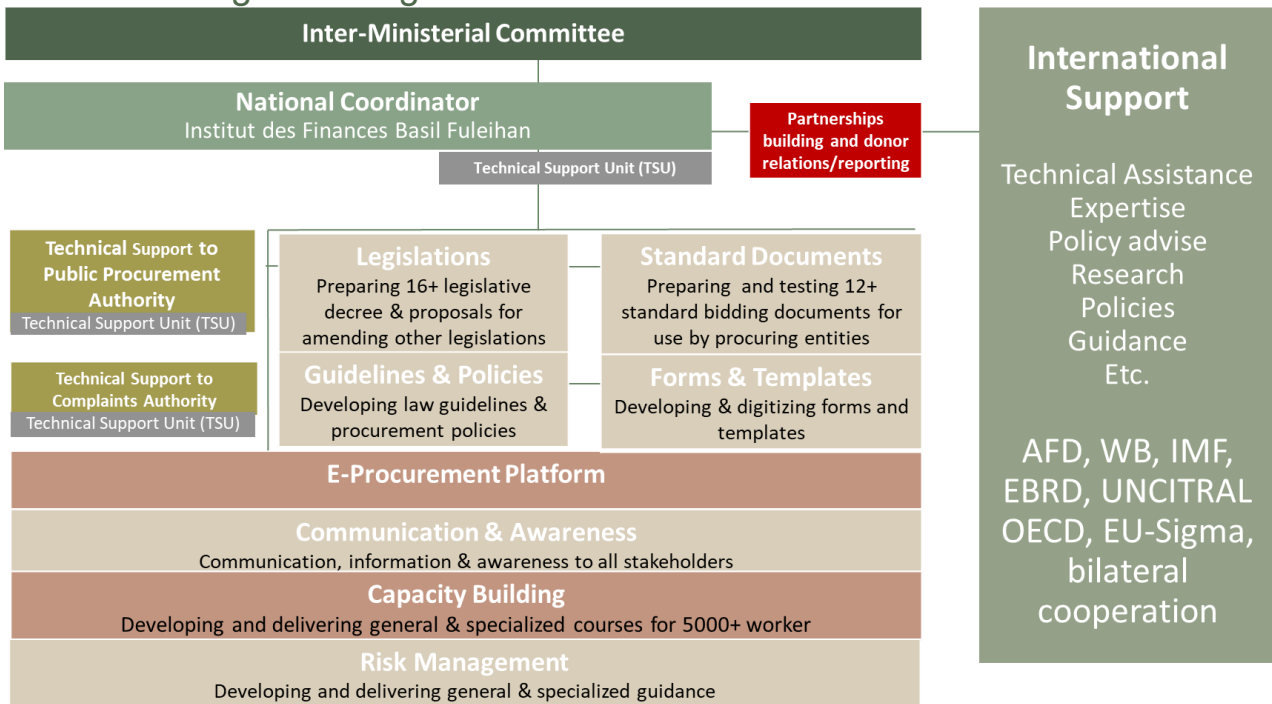 Inter-Ministerial Committee
National Coordinator
Institut des Finances Basil Fuleihan
Technical Support Unit (TSU)
Partnerships
building and donor
relations/reporting
Technical Support to
Public Procurement
Authority
Technical Support Unit (TSU)
Technical Support to
Complaints Authority
Technical Support Unit (TSU)
Legislations
Preparing 16+ legislative
decree & proposals for
amending other legislations
Standard Documents
Preparing and testing 12+
standard bidding documents for
use by procuring entities
Guidelines & Policies
Developing law guidelines &
procurement policies
Forms & Templates
Developing & digitizing forms and
templates
E-Procurement Platform
Communication & Awareness
Communication, information & awareness to all stakeholders
Capacity Building
Developing and delivering general & specialized courses for 5000+ worker
Risk Management
Developing and delivering general & specialized guidance
International
Support
Technical Assistance
Expertise
Policy advise
Research
Policies
Guidance
Etc.
AFD, WB, IMF,
EBRD, UNCITRAL
OECD, EU-Sigma,
bilateral
cooperation